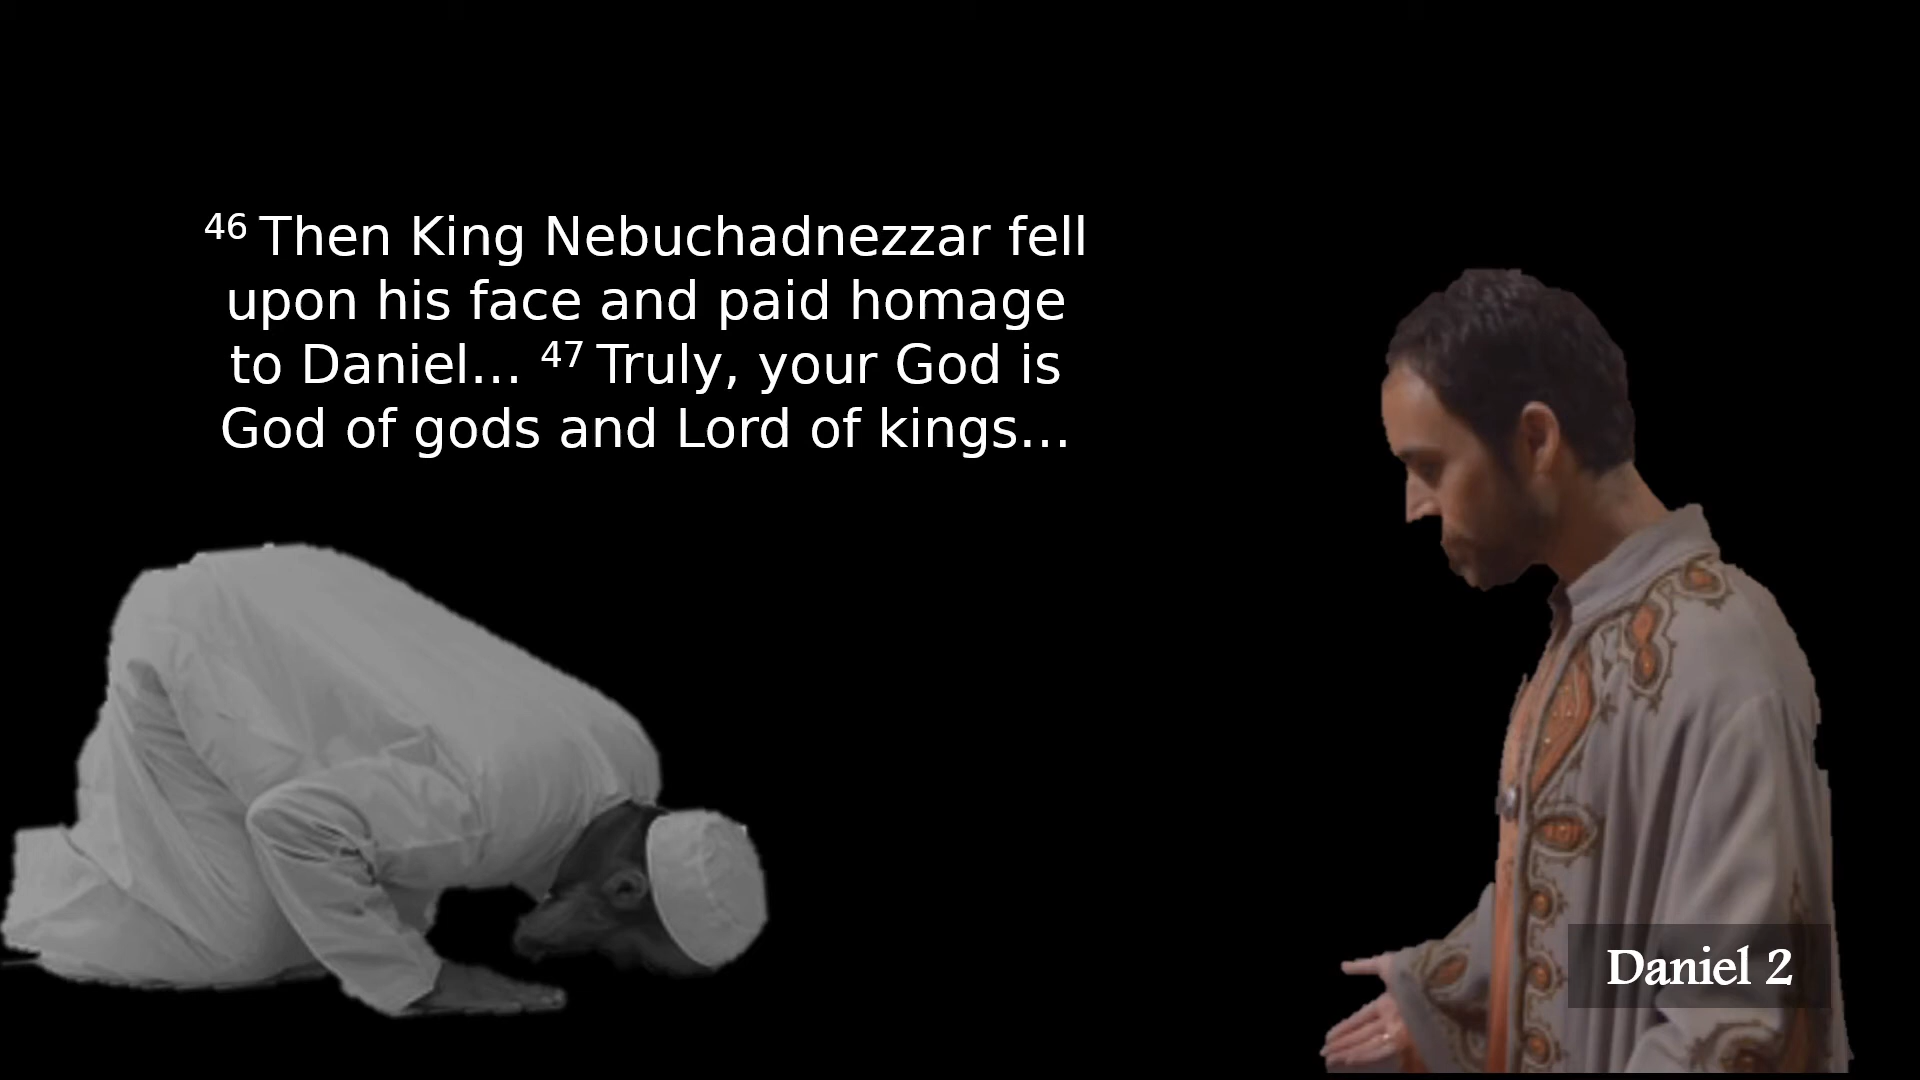 ⁴⁶ Then King Nebuchadnezzar fell
upon his face and paid homage
to Daniel... ⁴⁷ Truly, your God is
God of gods and Lord of kings...
Daniel 2